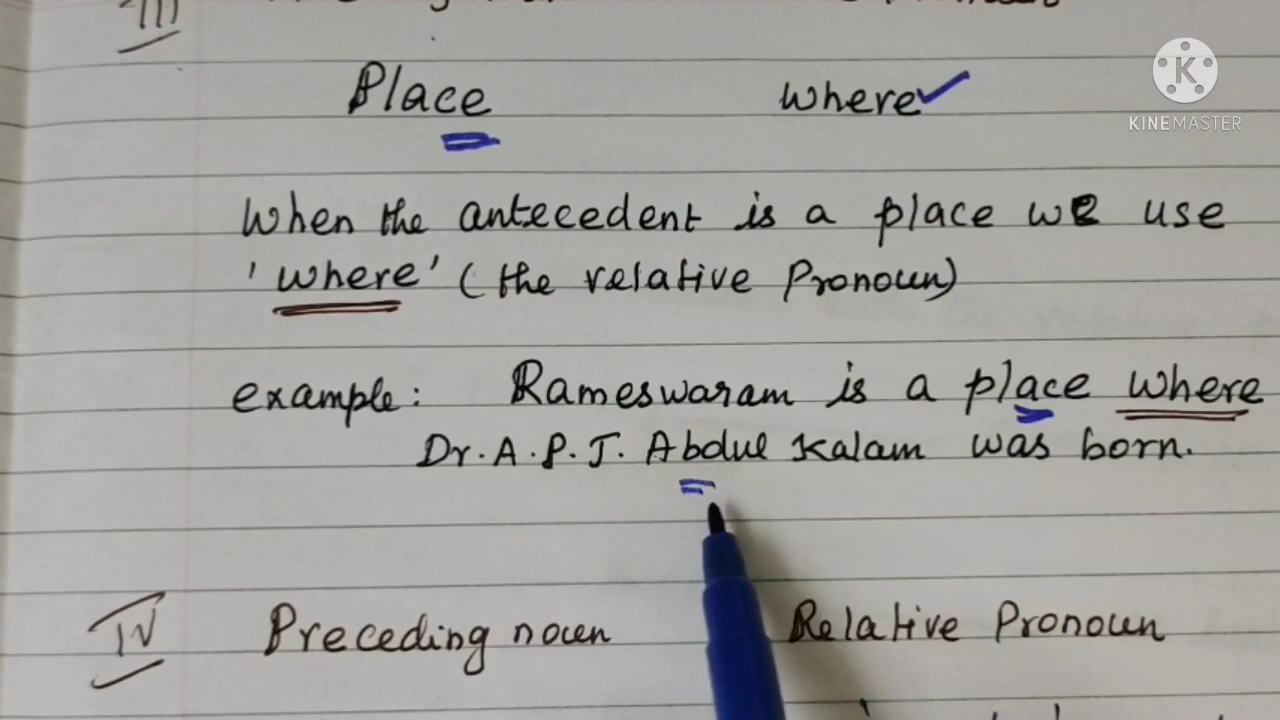 III
Place where
KINEMASTER
When the antecedent is a place we use
'where' (the relative Pronoun)
example: Rameswaram is a place where
Dr. A. P. J. Abdul Kalam was born.
IV Preceding noun Relative Pronoun